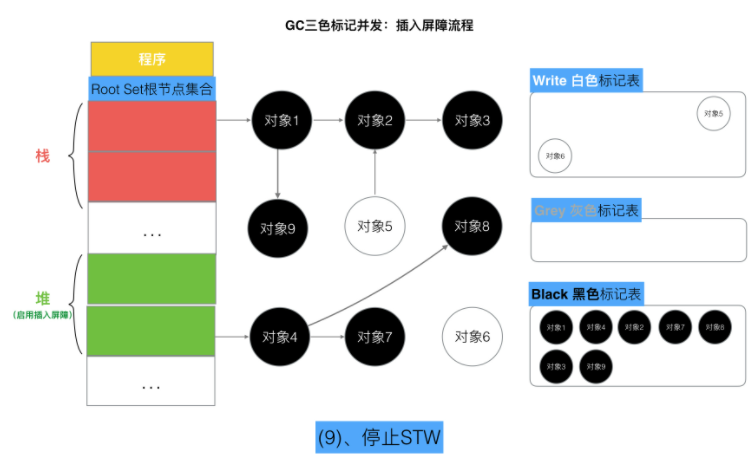 GC三色标记并发：插入屏障流程
程序
Root Set根节点集合
栈
...
堆
(启用插入屏障)
...
对象1
对象2
对象3
对象9
对象5
对象8
对象4
对象7
对象6
Write 白色标记表
对象5
对象6
Grey 灰色标记表
Black 黑色标记表
对象1
对象4
对象2
对象7
对象8
对象3
对象9
(9)、停止STW